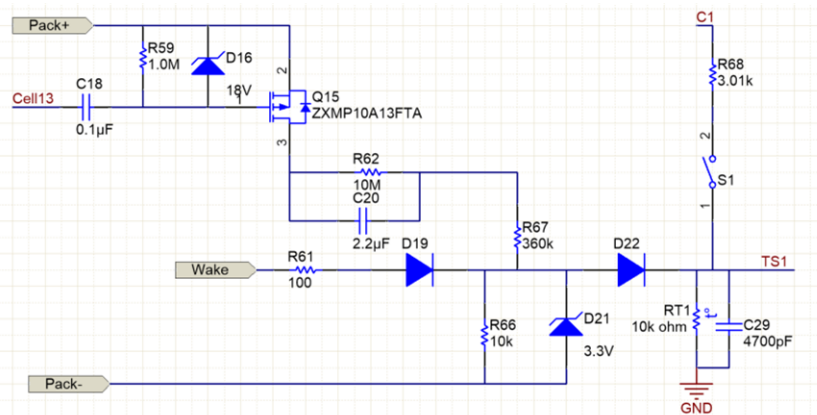 Pack+
C1
R59
1.0M
D16
18V
R68
3.01k
C18
Cell13
0.1µF
1
2
Q15
ZXMP10A13FTA
3
R62
10M
C20
2.2µF
2
S1
1
R67
360k
Wake
R61
100
D19
D22
TS1
R66
10k
D21
3.3V
RT1
10k ohm
t°
C29
4700pF
Pack-
GND